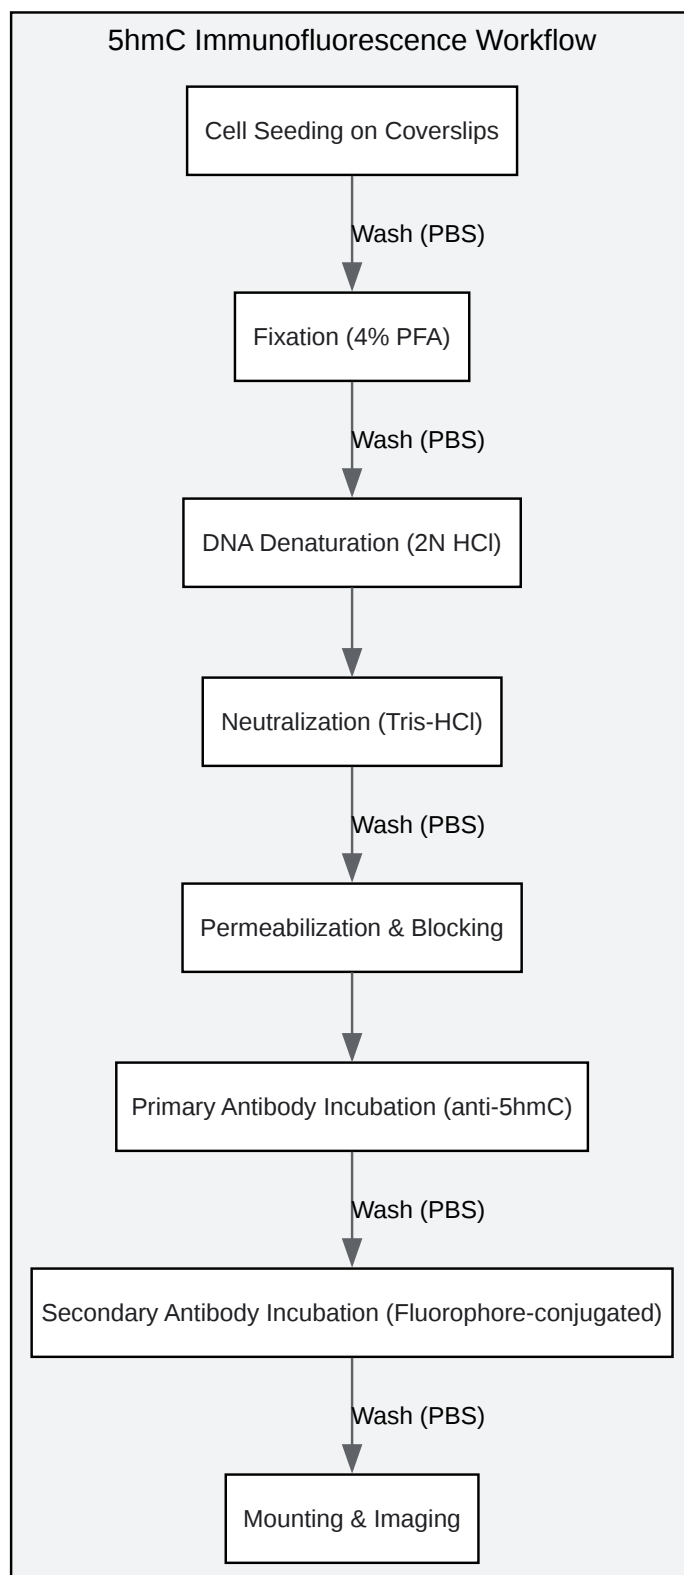 5hmC Immunofluorescence Workflow
Cell Seeding on Coverslips
Wash (PBS)
Fixation (4% PFA)
Wash (PBS)
DNA Denaturation (2N HCl)
Neutralization (Tris-HCl)
Wash (PBS)
Permeabilization & Blocking
Primary Antibody Incubation (anti-5hmC)
Wash (PBS)
Secondary Antibody Incubation (Fluorophore-conjugated)
Wash (PBS)
Mounting & Imaging